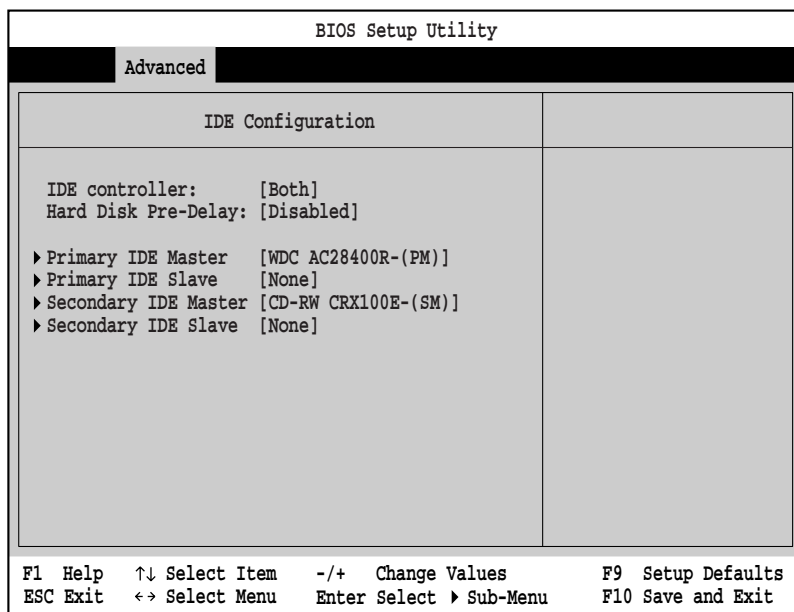 BIOS Setup Utility
Advanced
IDE Configuration
IDE controller: [Both]
Hard Disk Pre-Delay: [Disabled]
Primary IDE Master [WDC AC28400R-(PM)]
Primary IDE Slave [None]
Secondary IDE Master [CD-RW CRX100E-(SM)]
Secondary IDE Slave [None]
F1 Help ↑↓ Select Item -/+ Change Values F9 Setup Defaults
ESC Exit ←→ Select Menu Enter Select ▶ Sub-Menu F10 Save and Exit